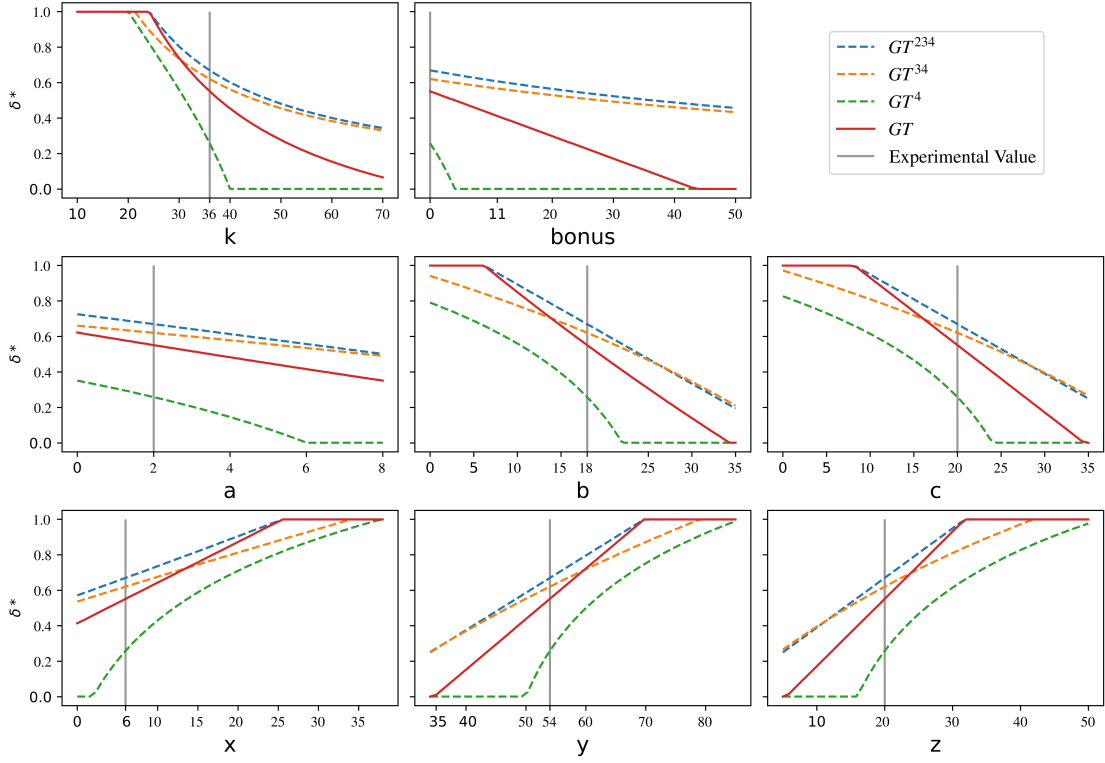 1.0
0.8
0.6
0.4
0.2
0.0
δ*
10 20 30 36 40 50 60 70
k
0 11 20 30 40 50
bonus
GT^234
GT^34
GT^4
GT
Experimental Value
1.0
0.8
0.6
0.4
0.2
0.0
δ*
0 2 4 6 8
a
0 5 10 15 18 25 30 35
b
0 5 10 15 20 25 30 35
c
1.0
0.8
0.6
0.4
0.2
0.0
δ*
0 6 10 15 20 25 30 35
x
35 40 50 54 60 70 80
y
10 20 30 40 50
z